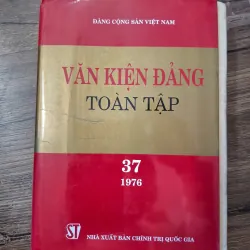 ĐẢNG CỘNG SẢN VIỆT NAM
VĂN KIỆN ĐẢNG
TOÀN TẬP
37
1976
ST
NHÀ XUẤT BẢN CHÍNH TRỊ QUỐC GIA